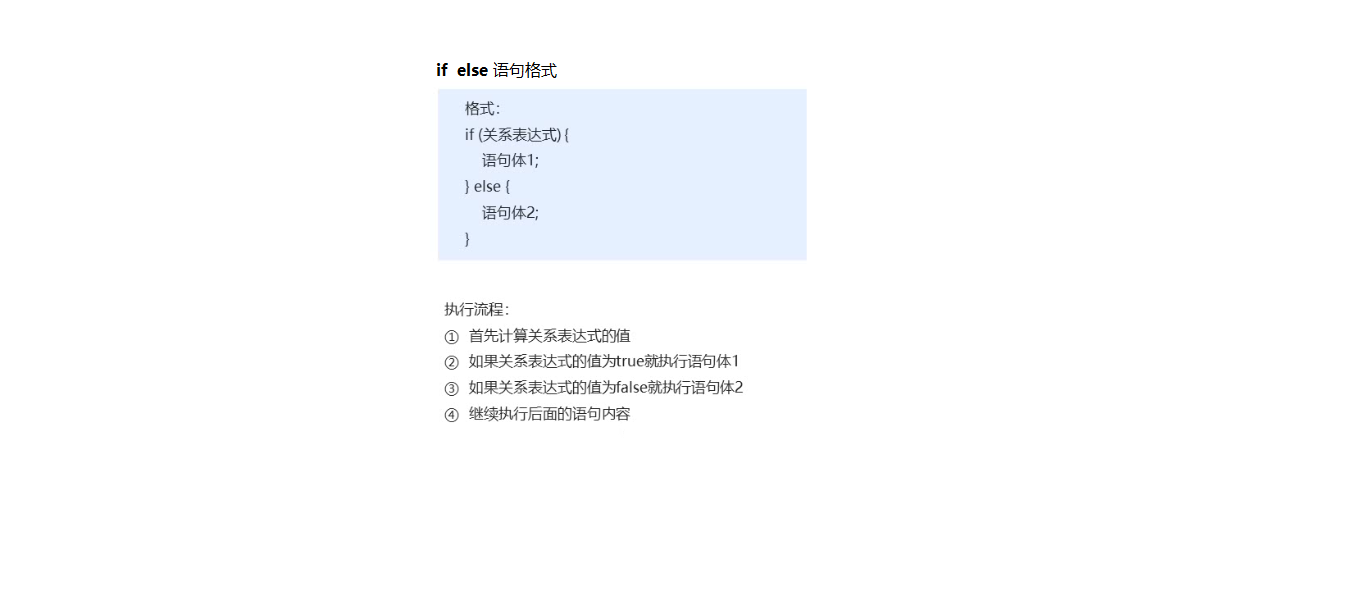 if else 语句格式
格式：
if (关系表达式) {
语句体1;
} else {
语句体2;
}
执行流程：
① 首先计算关系表达式的值
② 如果关系表达式的值为true就执行语句体1
③ 如果关系表达式的值为false就执行语句体2
④ 继续执行后面的语句内容